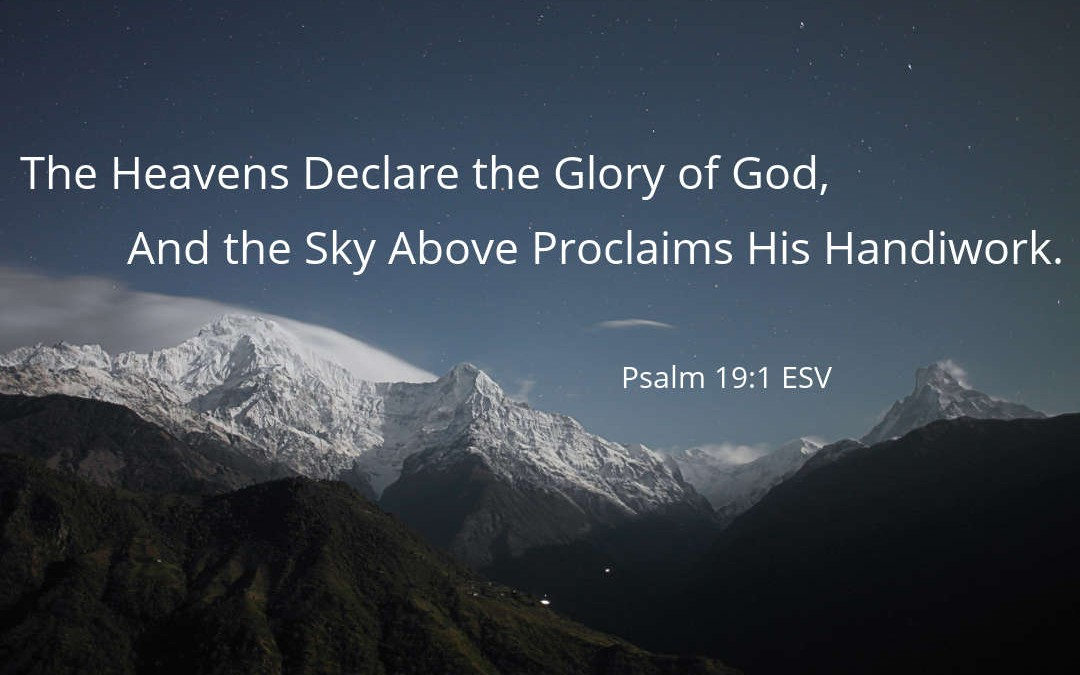 The Heavens Declare the Glory of God,
And the Sky Above Proclaims His Handiwork.
Psalm 19:1 ESV